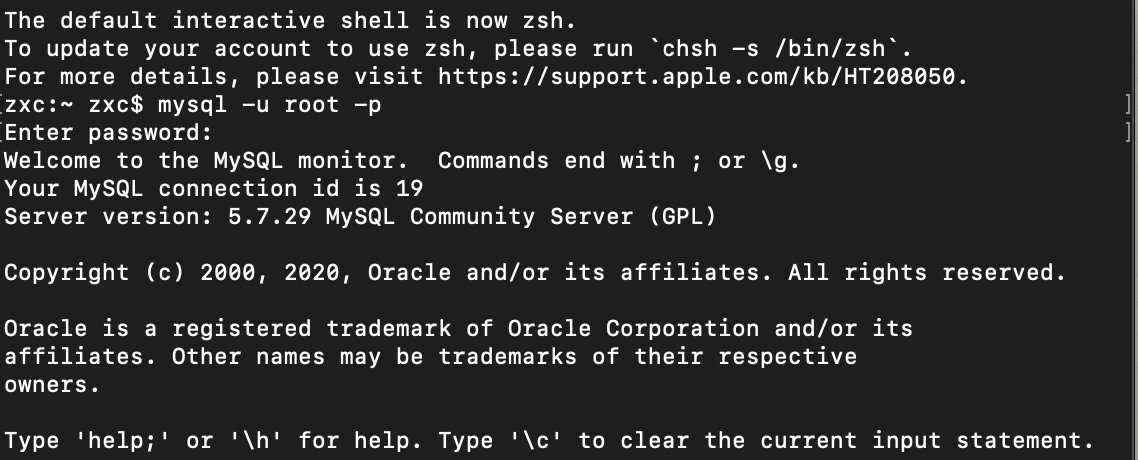 The default interactive shell is now zsh.
To update your account to use zsh, please run `chsh -s /bin/zsh`.
For more details, please visit https://support.apple.com/kb/HT208050.
[zxc:~ zxc$ mysql -u root -p ]
[Enter password: ]
Welcome to the MySQL monitor.  Commands end with ; or \g.
Your MySQL connection id is 19
Server version: 5.7.29 MySQL Community Server (GPL)

Copyright (c) 2000, 2020, Oracle and/or its affiliates. All rights reserved.

Oracle is a registered trademark of Oracle Corporation and/or its
affiliates. Other names may be trademarks of their respective
owners.

Type 'help;' or '\h' for help. Type '\c' to clear the current input statement.